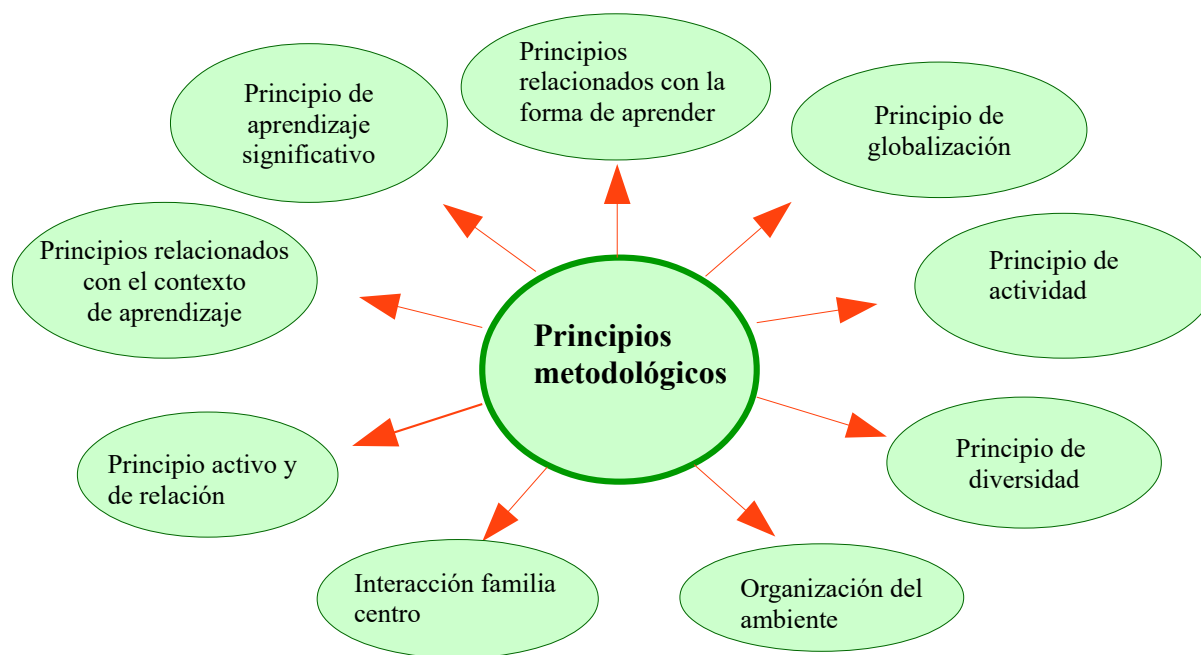 Principios
relacionados con la
forma de aprender
Principio de
aprendizaje
significativo
Principio de
globalización
Principios relacionados
con el contexto
de aprendizaje
Principio de
actividad
Principios
metodológicos
Principio activo y
de relación
Principio de
diversidad
Interacción familia
centro
Organización del
ambiente